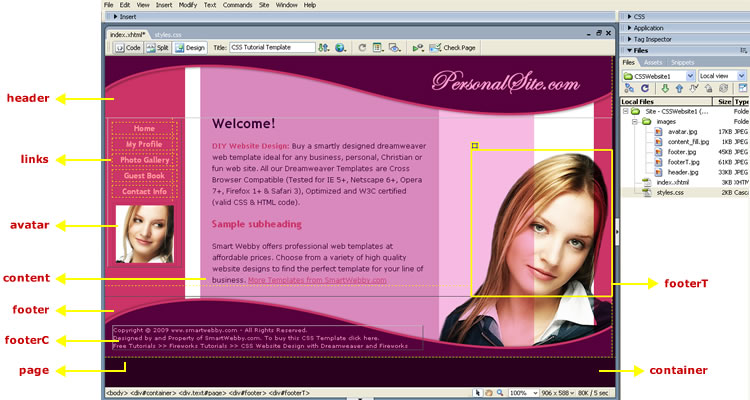 File Edit View Insert Modify Text Commands Site Window Help
Insert
index.xhtml* styles.css
Code Split Design Title: CSS Tutorial Template Check Page
PersonalSite.com
header
links
avatar
content
footer
footerC
page
Home
My Profile
Photo Gallery
Guest Book
Contact Info
Welcome!
DIY Website Design: Buy a smartly designed dreamweaver
web template ideal for any business, personal, Christian or
fun web site. All our Dreamweaver Templates are Cross
Browser Compatible (Tested for IE 5+, Netscape 6+, Opera
7+, Firefox 1+ & Safari 3), Optimized and W3C certified
(valid CSS & HTML code).
Sample subheading
Smart Webby offers professional web templates at
affordable prices. Choose from a variety of high quality
website designs to find the perfect template for your line of
business. More Templates from SmartWebby.com
Copyright © 2009 www.smartwebby.com - All Rights Reserved.
Designed by and Property of SmartWebby.com. To buy this CSS Template click here.
Free Tutorials >> Fireworks Tutorials >> CSS Website Design with Dreamweaver and Fireworks
<body> <div#container> <div.text#page> <div#footer> <div#footerT>
100% 906 x 588 80K / 5 sec
CSS
Application
Tag Inspector
Files
Files Assets Snippets
CSSWebsite1 Local view
Local Files Size Type
Site - CSSWebsite1 (... Folde
images Folde
avatar.jpg 17KB JPEG
content_fill.jpg 1KB JPEG
footer.jpg 45KB JPEG
footerT.jpg 61KB JPEG
header.jpg 33KB JPEG
index.xhtml 3KB XHTM
styles.css 2KB Casca
footerT
container